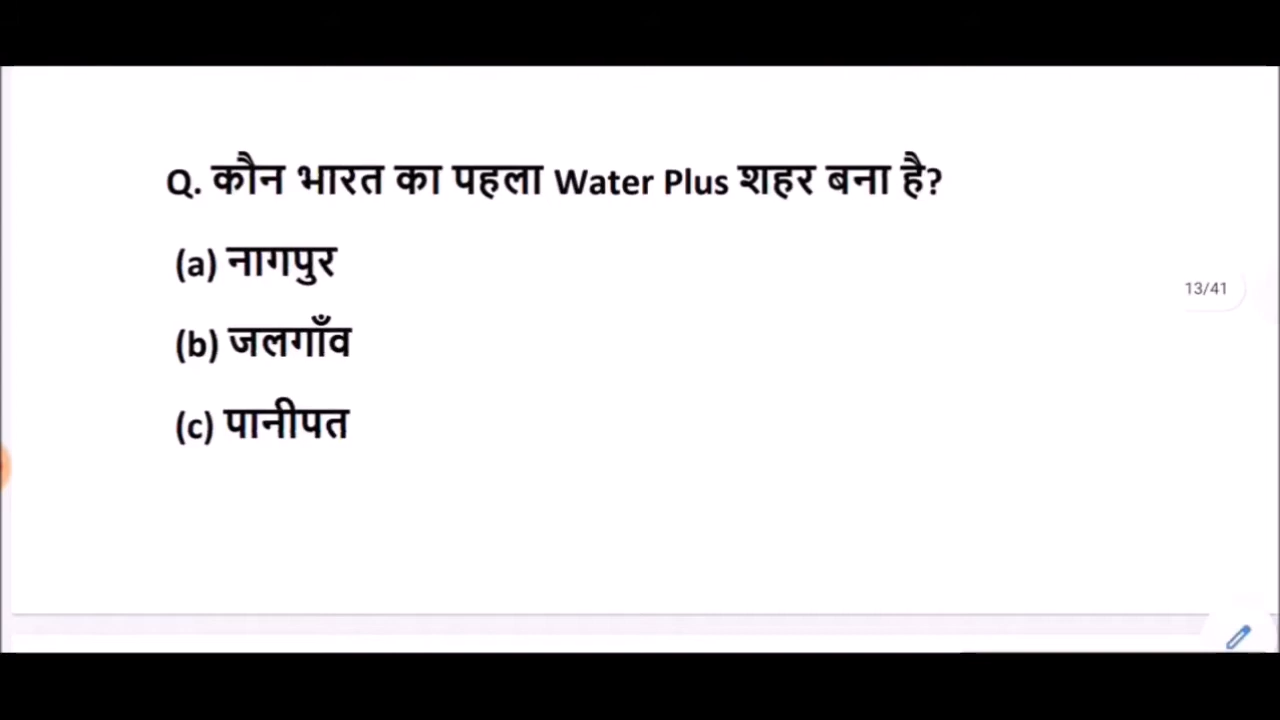 Q. कौन भारत का पहला Water Plus शहर बना है?
(a) नागपुर
13/41
(b) जलगाँव
(c) पानीपत